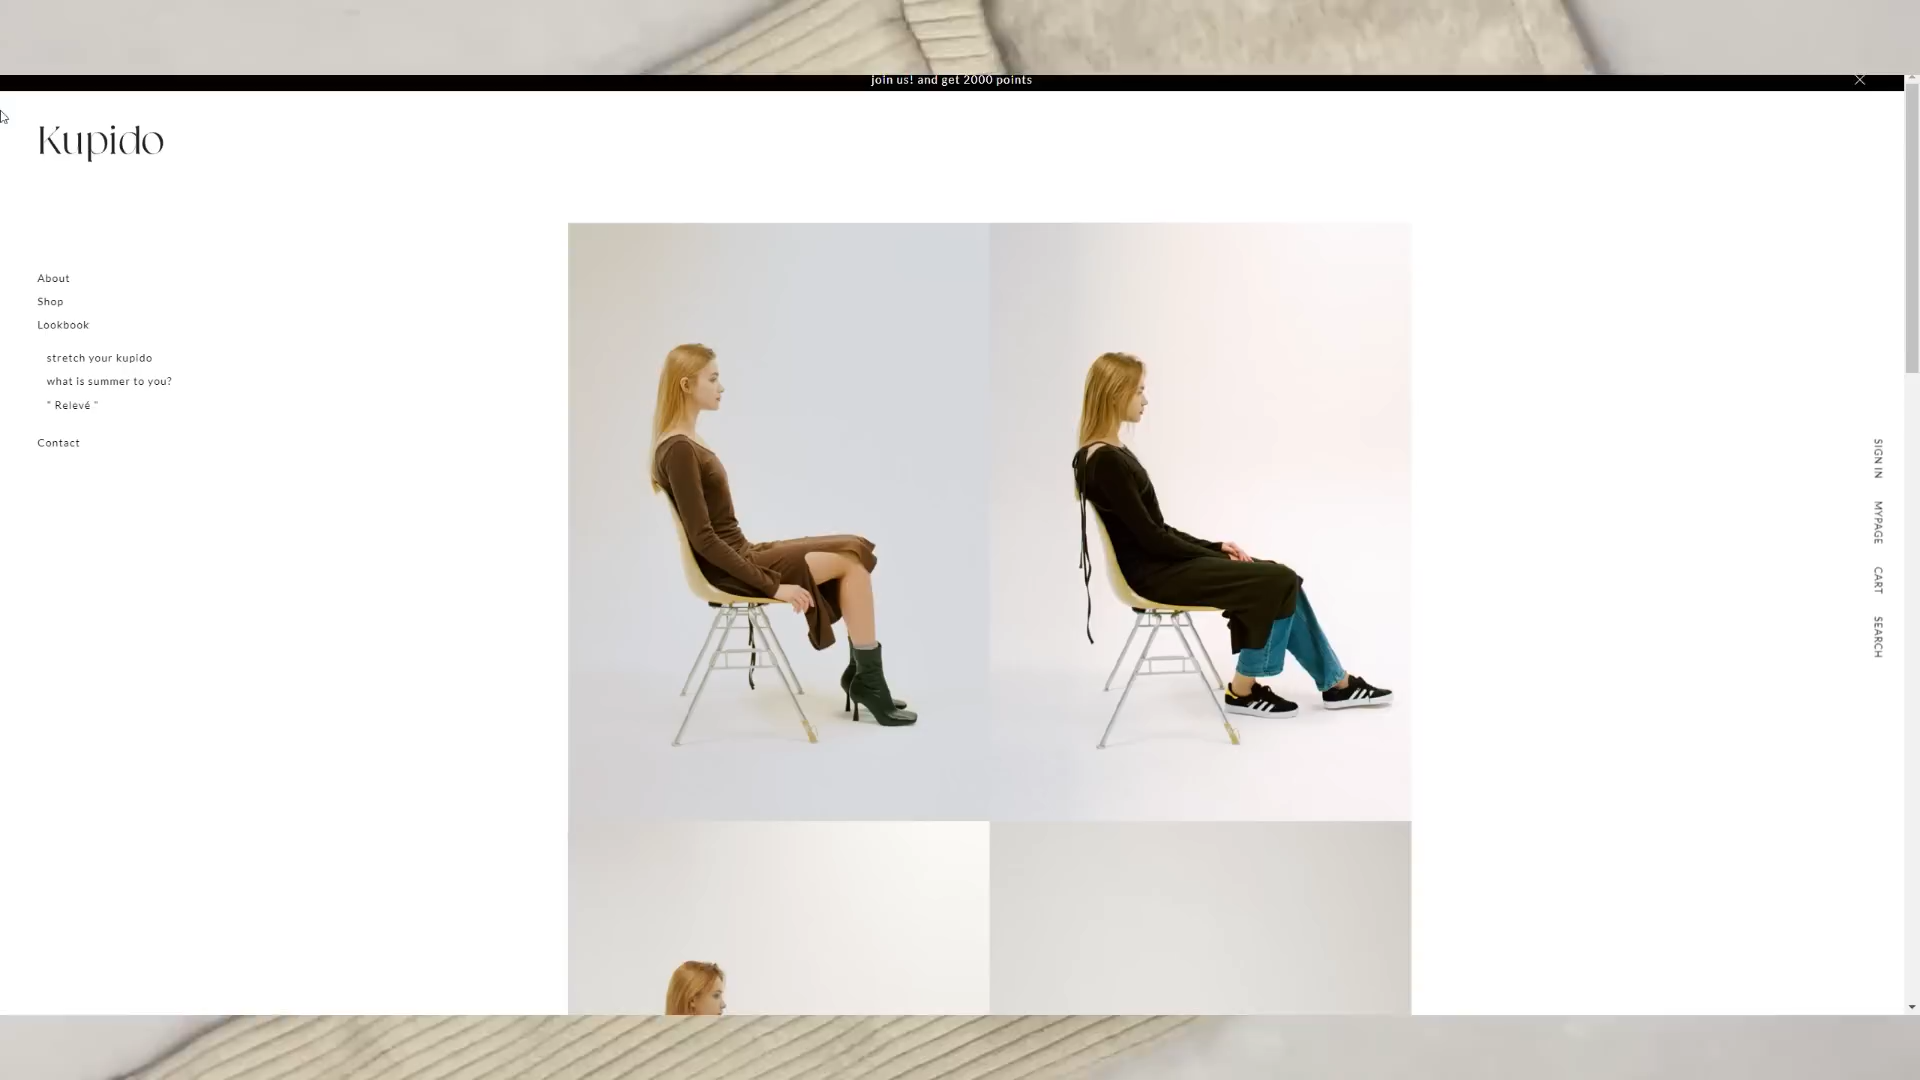 join us! and get 2000 points
Kupido
About
Shop
Lookbook
stretch your kupido
what is summer to you?
" Relevé "
Contact
SIGN IN
MYPAGE
CART
SEARCH